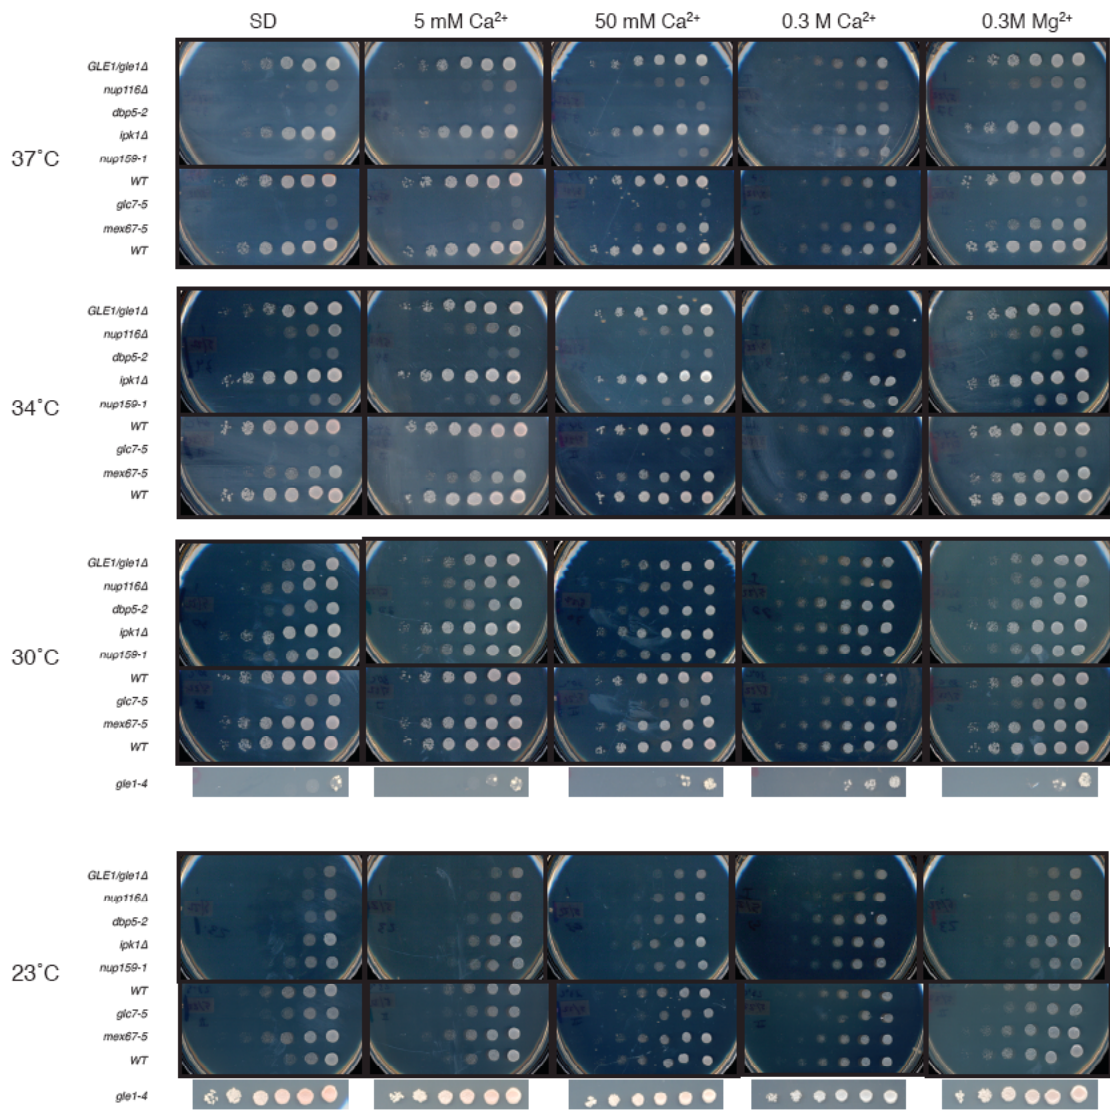 SD 5 mM Ca²⁺ 50 mM Ca²⁺ 0.3 M Ca²⁺ 0.3M Mg²⁺
37˚C
GLE1/gle1Δ
nup116Δ
dbp5-2
ipk1Δ
nup159-1
WT
glc7-5
mex67-5
WT
34˚C
GLE1/gle1Δ
nup116Δ
dbp5-2
ipk1Δ
nup159-1
WT
glc7-5
mex67-5
WT
30˚C
GLE1/gle1Δ
nup116Δ
dbp5-2
ipk1Δ
nup159-1
WT
glc7-5
mex67-5
WT
gle1-4
23˚C
GLE1/gle1Δ
nup116Δ
dbp5-2
ipk1Δ
nup159-1
WT
glc7-5
mex67-5
WT
gle1-4